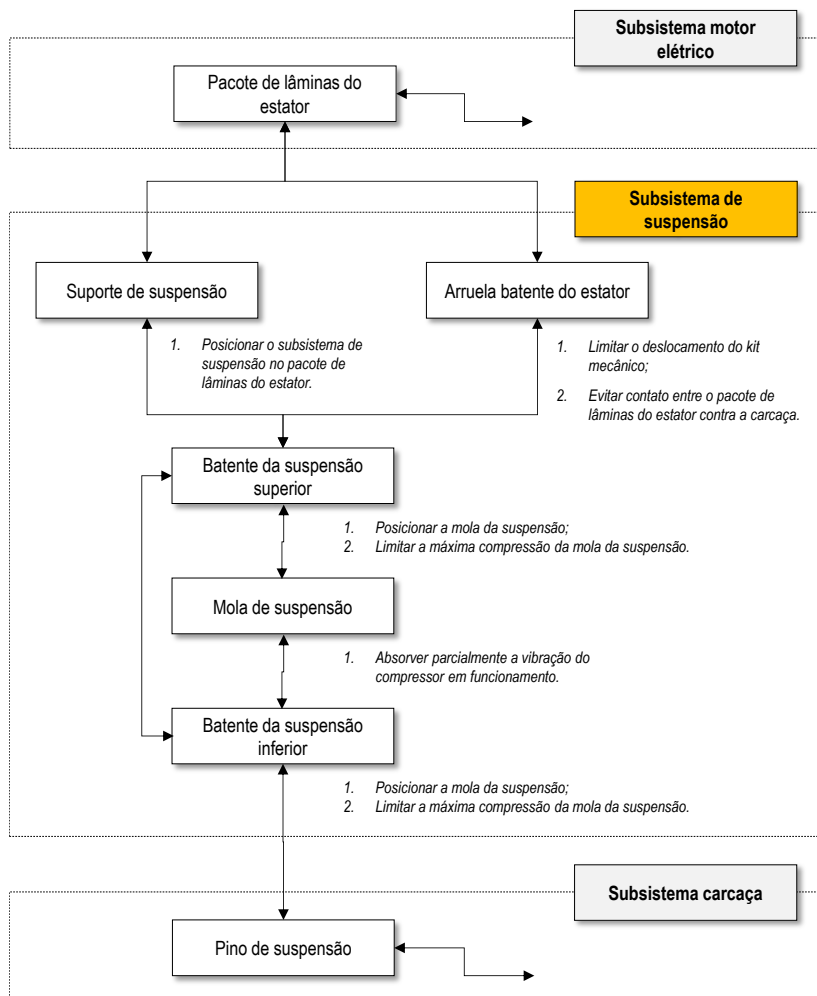 Subsistema motor
elétrico
Pacote de lâminas do
estator
Subsistema de
suspensão
Suporte de suspensão
Arruela batente do estator
1. Posicionar o subsistema de
suspensão no pacote de
lâminas do estator.
1. Limitar o deslocamento do kit
mecânico;
2. Evitar contato entre o pacote de
lâminas do estator contra a carcaça.
Batente da suspensão
superior
1. Posicionar a mola da suspensão;
2. Limitar a máxima compressão da mola da suspensão.
Mola de suspensão
1. Absorver parcialmente a vibração do
compressor em funcionamento.
Batente da suspensão
inferior
1. Posicionar a mola da suspensão;
2. Limitar a máxima compressão da mola da suspensão.
Subsistema carcaça
Pino de suspensão